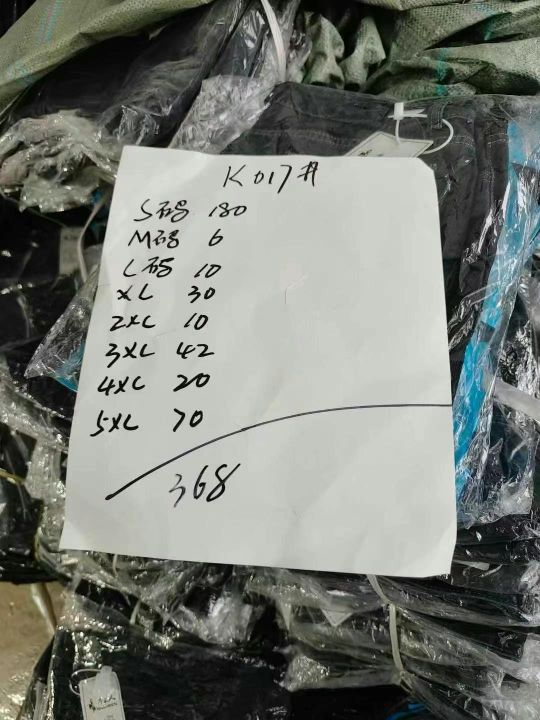 K017#
S码 180
M码 6
L码 10
XL 30
2XL 10
3XL 42
4XL 20
5XL 70
368